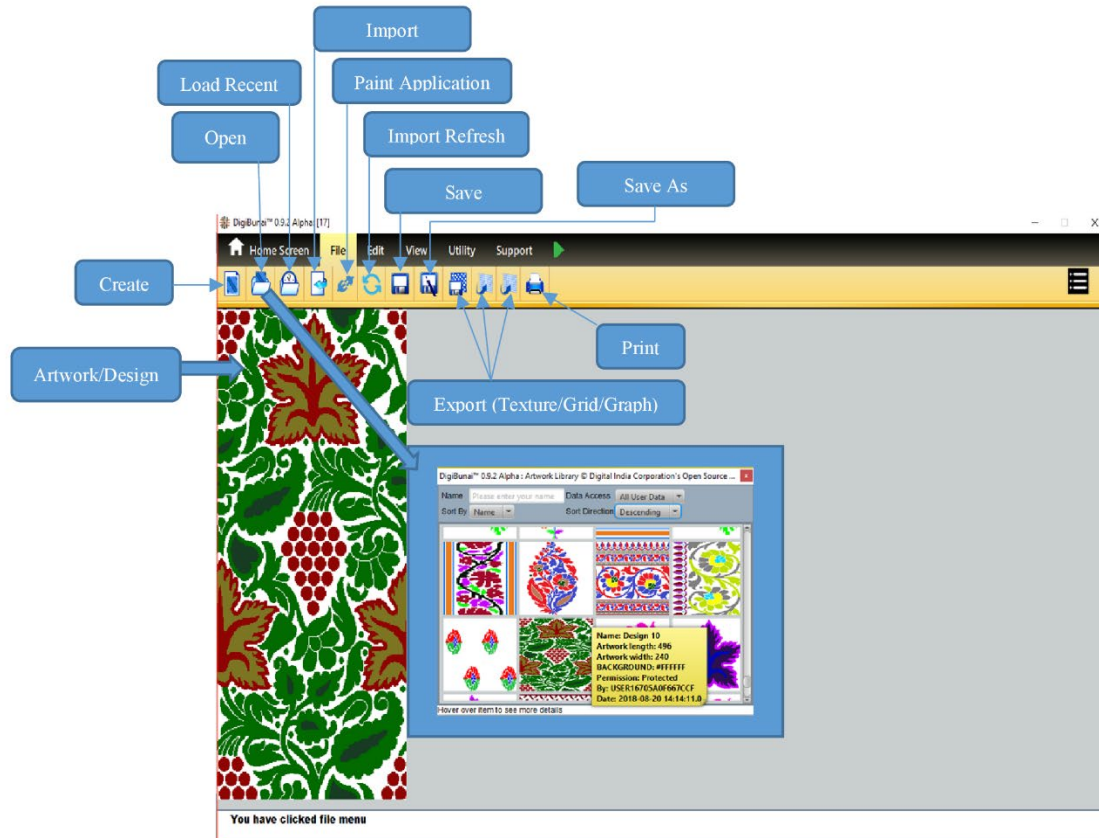 Import
Load Recent
Paint Application
Open
Import Refresh
Save
Save As
DigiBunai™ 0.9.2 Alpha [17]
Home Screen File Edit View Utility Support
Create
Print
Artwork/Design
Export (Texture/Grid/Graph)
DigiBunai™ 0.9.2 Alpha : Artwork Library © Digital India Corporation's Open Source ...
Name Please enter your name Data Access All User Data
Sort By Name Sort Direction Descending
Name: Design 10
Artwork length: 496
Artwork width: 240
BACKGROUND: #FFFFFF
Permission: Protected
By: USER16705A0F667CCF
Date: 2018-08-20 14:14:11.0
Hover over item to see more details
You have clicked file menu